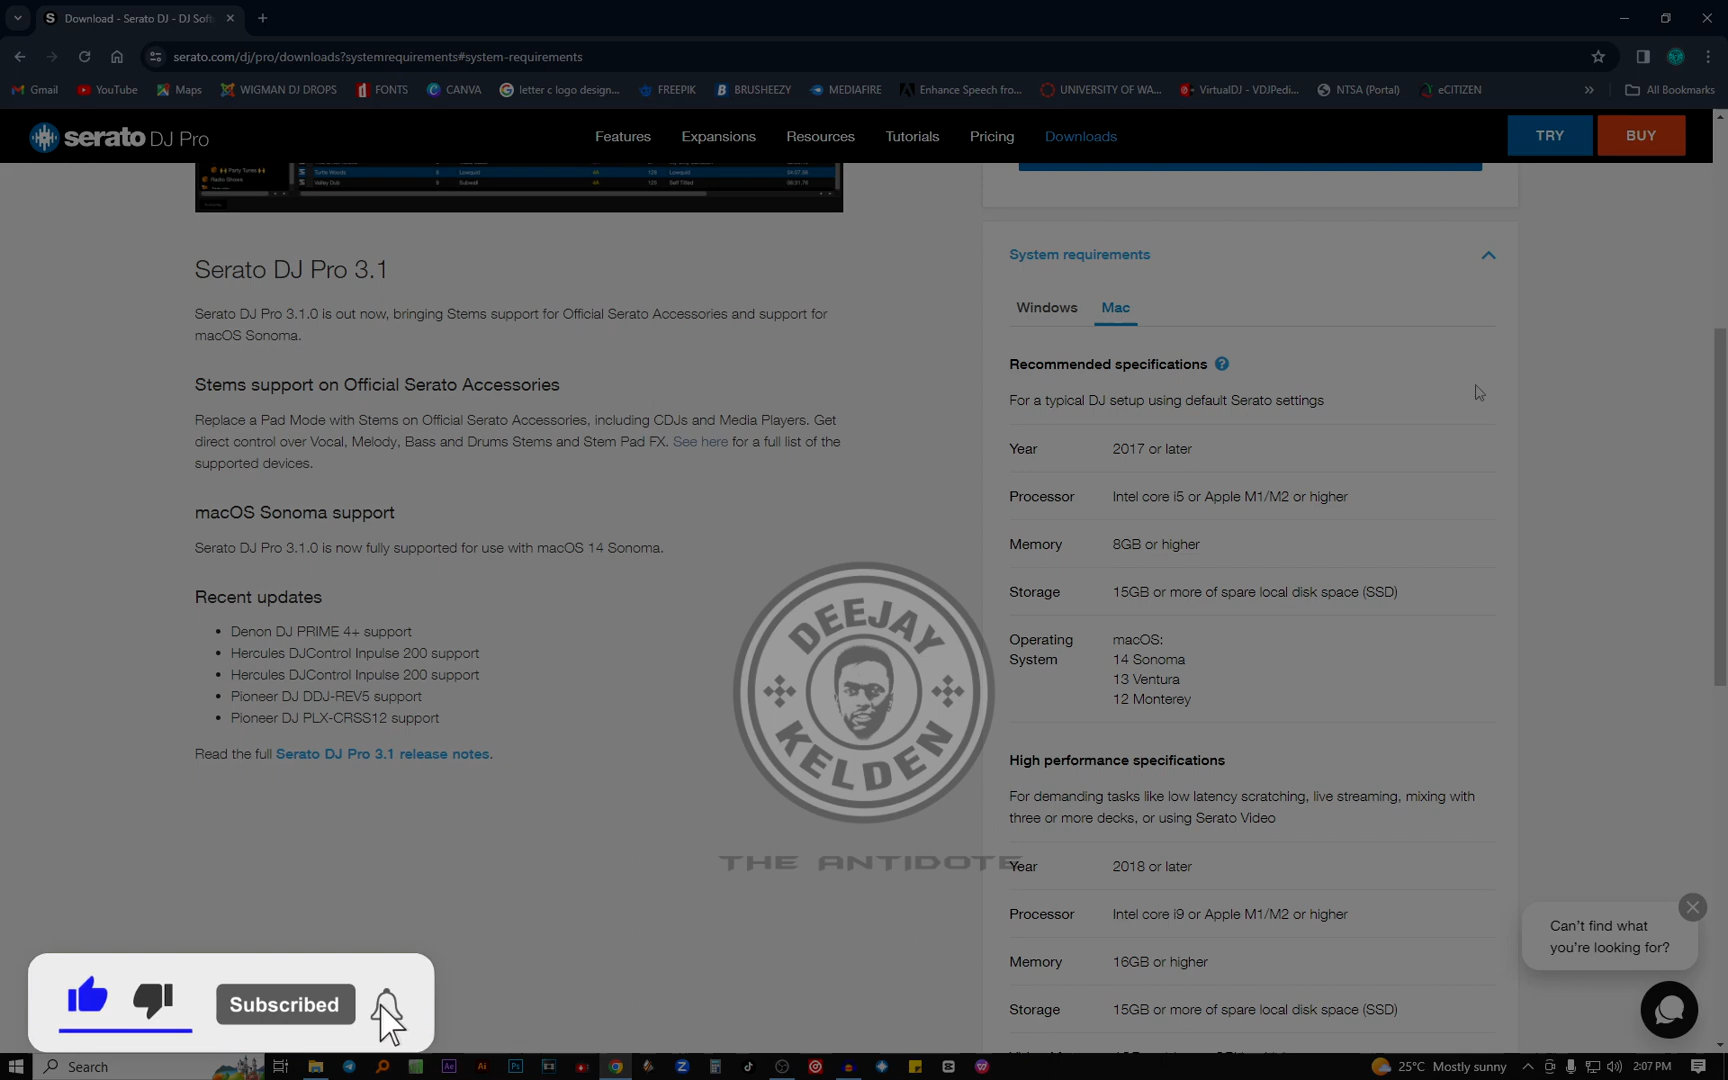 Download - Serato DJ - DJ Soft
serato.com/dj/pro/downloads?systemrequirements#system-requirements
Gmail
YouTube
Maps
WIGMAN DJ DROPS
FONTS
CANVA
letter c logo design...
FREEPIK
BRUSHEEZY
MEDIAFIRE
Enhance Speech fro...
UNIVERSITY OF WA...
VirtualDJ - VDJPedi...
NTSA (Portal)
eCITIZEN
All Bookmarks
serato DJ Pro
Features
Expansions
Resources
Tutorials
Pricing
Downloads
TRY
BUY
Serato DJ Pro 3.1
Serato DJ Pro 3.1.0 is out now, bringing Stems support for Official Serato Accessories and support for
macOS Sonoma.
Stems support on Official Serato Accessories
Replace a Pad Mode with Stems on Official Serato Accessories, including CDJs and Media Players. Get
direct control over Vocal, Melody, Bass and Drums Stems and Stem Pad FX. See here for a full list of the
supported devices.
macOS Sonoma support
Serato DJ Pro 3.1.0 is now fully supported for use with macOS 14 Sonoma.
Recent updates
• Denon DJ PRIME 4+ support
• Hercules DJControl Inpulse 200 support
• Hercules DJControl Inpulse 200 support
• Pioneer DJ DDJ-REV5 support
• Pioneer DJ PLX-CRSS12 support
Read the full Serato DJ Pro 3.1 release notes.
System requirements
Windows
Mac
Recommended specifications ?
For a typical DJ setup using default Serato settings
Year 2017 or later
Processor Intel core i5 or Apple M1/M2 or higher
Memory 8GB or higher
Storage 15GB or more of spare local disk space (SSD)
Operating System
macOS:
14 Sonoma
13 Ventura
12 Monterey
High performance specifications
For demanding tasks like low latency scratching, live streaming, mixing with
three or more decks, or using Serato Video
Year 2018 or later
Processor Intel core i9 or Apple M1/M2 or higher
Memory 16GB or higher
Storage 15GB or more of spare local disk space (SSD)
DEEJAY
KELDEN
THE ANTIDOTE
Can't find what
you're looking for?
Subscribed
Search
25°C Mostly sunny
2:07 PM